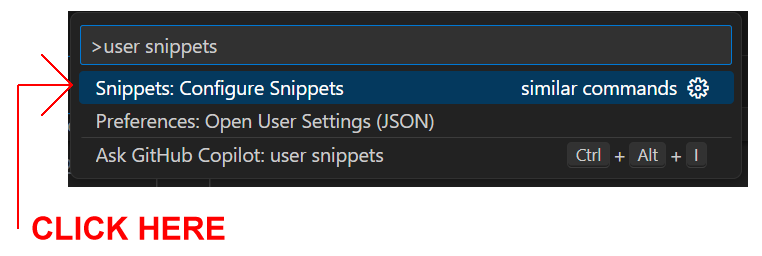 >user snippets
Snippets: Configure Snippets similar commands
Preferences: Open User Settings (JSON)
Ask GitHub Copilot: user snippets Ctrl + Alt + I
CLICK HERE